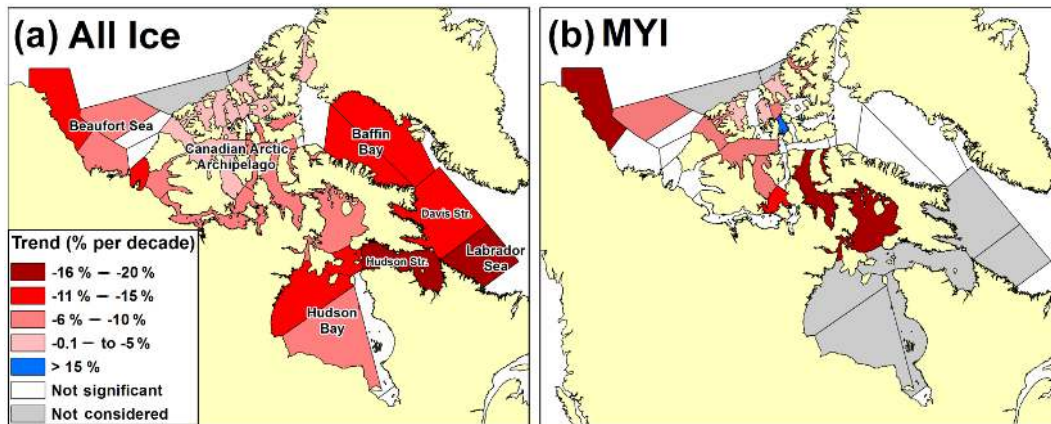 (a) All Ice
Beaufort Sea
Canadian Arctic
Archipelago
Baffin
Bay
Davis Str.
Labrador
Sea
Hudson Str.
Hudson
Bay
Trend (% per decade)
-16 % – -20 %
-11 % – -15 %
-6 % – -10 %
-0.1 – to -5 %
> 15 %
Not significant
Not considered
(b) MYI